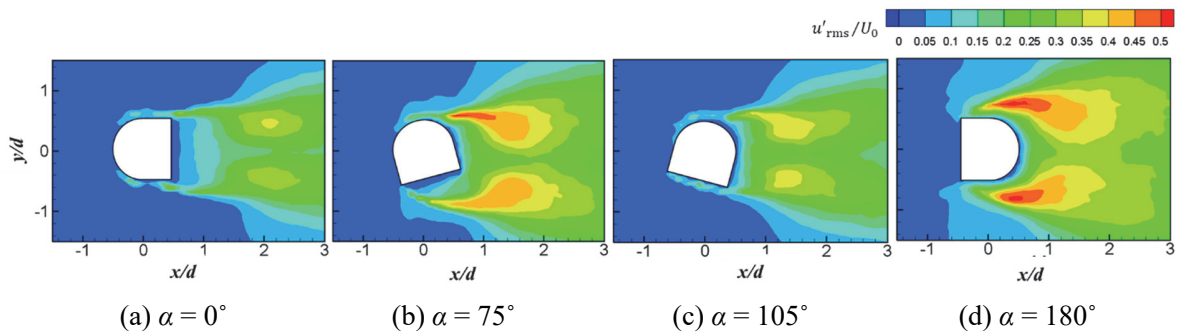 u′rms/U0
0 0.05 0.1 0.15 0.2 0.25 0.3 0.35 0.4 0.45 0.5
y/d
1
0
-1
-1 0 1 2 3
x/d
-1 0 1 2 3
x/d
-1 0 1 2 3
x/d
-1 0 1 2 3
x/d
(a) α = 0˚
(b) α = 75˚
(c) α = 105˚
(d) α = 180˚